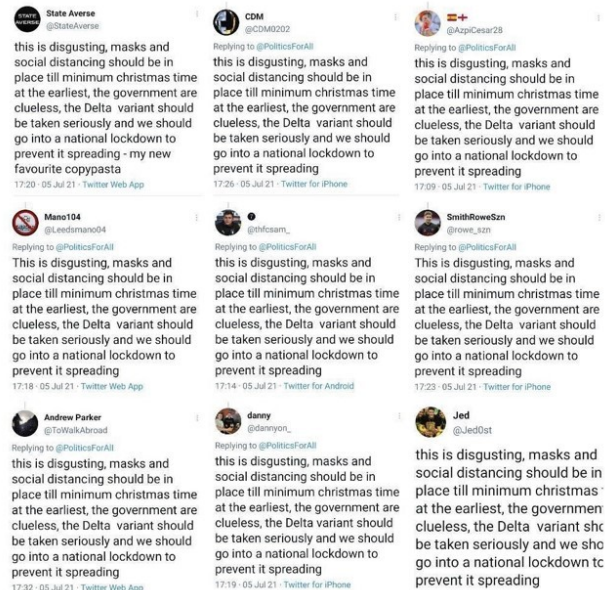 State Averse
@StateAverse
this is disgusting, masks and
social distancing should be in
place till minimum christmas time
at the earliest, the government are
clueless, the Delta  variant should
be taken seriously and we should
go into a national lockdown to
prevent it spreading - my new
favourite copypasta
17:20 · 05 Jul 21 · Twitter Web App
CDM
@CDM0202
Replying to @PoliticsForAll
this is disgusting, masks and
social distancing should be in
place till minimum christmas time
at the earliest, the government are
clueless, the Delta  variant should
be taken seriously and we should
go into a national lockdown to
prevent it spreading
17:26 · 05 Jul 21 · Twitter for iPhone
@AzpiCesar28
Replying to @PoliticsForAll
this is disgusting, masks and
social distancing should be in
place till minimum christmas time
at the earliest, the government are
clueless, the Delta  variant should
be taken seriously and we should
go into a national lockdown to
prevent it spreading
17:09 · 05 Jul 21 · Twitter for iPhone
Mano104
@Leedsmano04
Replying to @PoliticsForAll
This is disgusting, masks and
social distancing should be in
place till minimum christmas time
at the earliest, the government are
clueless, the Delta  variant should
be taken seriously and we should
go into a national lockdown to
prevent it spreading
17:18 · 05 Jul 21 · Twitter Web App
@thfcsam_
Replying to @PoliticsForAll
this is disgusting, masks and
social distancing should be in
place till minimum christmas time
at the earliest, the government are
clueless, the Delta  variant should
be taken seriously and we should
go into a national lockdown to
prevent it spreading
17:14 · 05 Jul 21 · Twitter for Android
SmithRoweSzn
@rowe_szn
Replying to @PoliticsForAll
This is disgusting, masks and
social distancing should be in
place till minimum christmas time
at the earliest, the government are
clueless, the Delta  variant should
be taken seriously and we should
go into a national lockdown to
prevent it spreading
17:23 · 05 Jul 21 · Twitter for iPhone
Andrew Parker
@ToWalkAbroad
Replying to @PoliticsForAll
this is disgusting, masks and
social distancing should be in
place till minimum christmas time
at the earliest, the government are
clueless, the Delta  variant should
be taken seriously and we should
go into a national lockdown to
prevent it spreading
17:32 · 05 Jul 21 · Twitter Web App
danny
@dannyon_
Replying to @PoliticsForAll
this is disgusting, masks and
social distancing should be in
place till minimum christmas time
at the earliest, the government are
clueless, the Delta  variant should
be taken seriously and we should
go into a national lockdown to
prevent it spreading
17:19 · 05 Jul 21 · Twitter for iPhone
Jed
@Jed0st
this is disgusting, masks and
social distancing should be in
place till minimum christmas
at the earliest, the governmen
clueless, the Delta  variant sho
be taken seriously and we sho
go into a national lockdown to
prevent it spreading